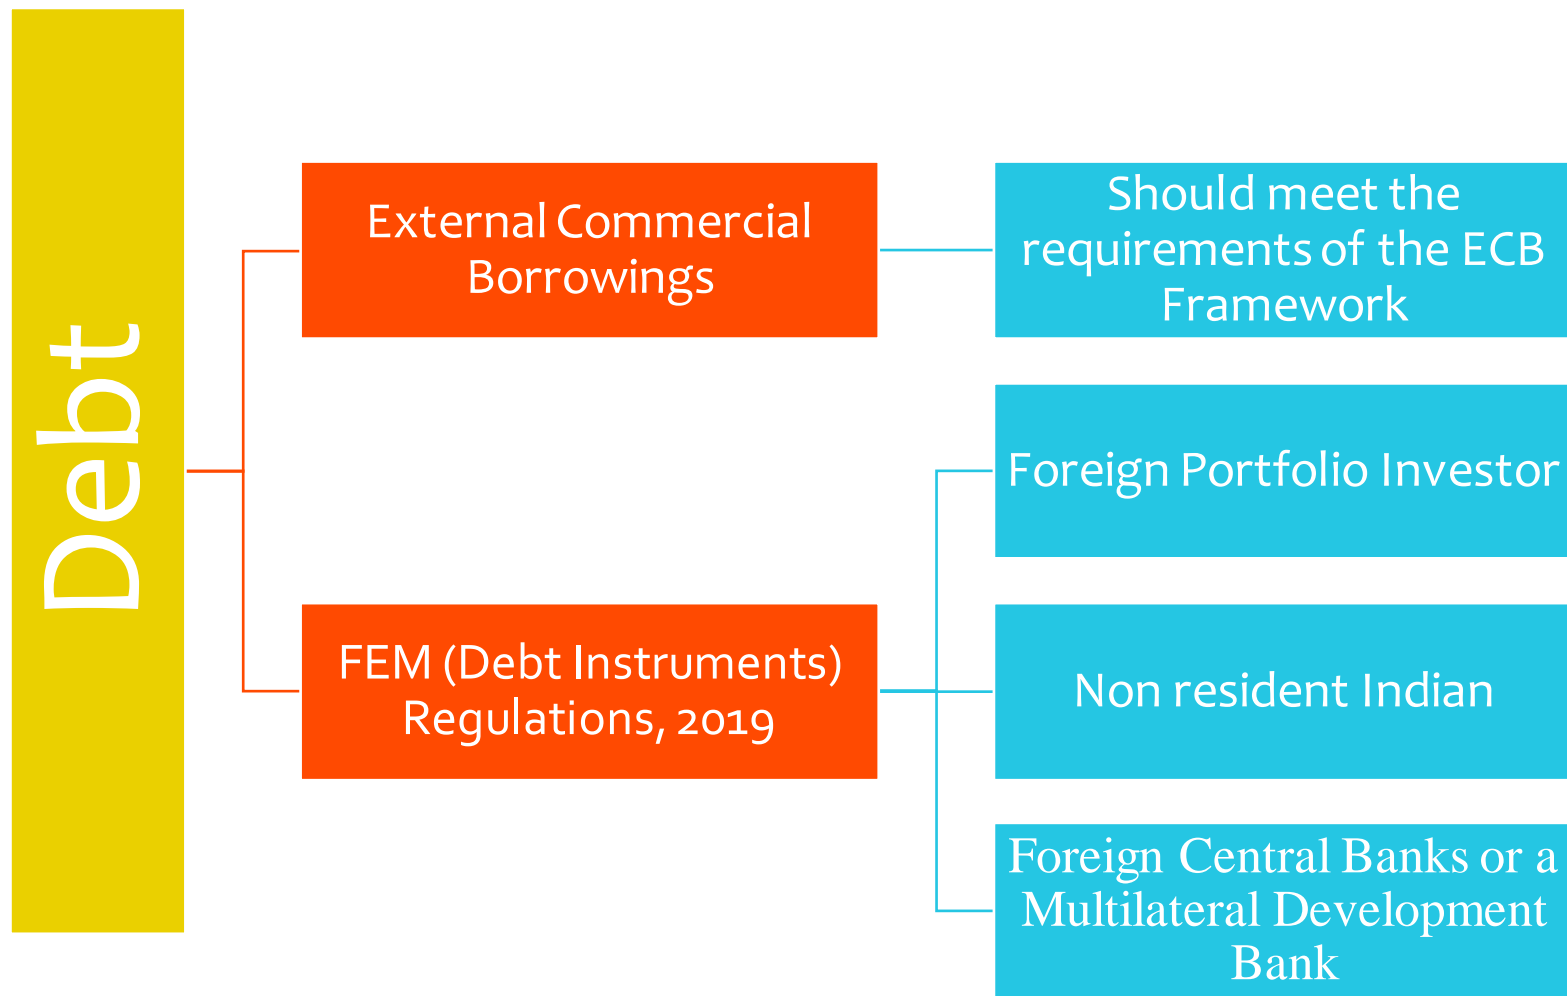 Debt
External Commercial
Borrowings
Should meet the
requirements of the ECB
Framework
FEM (Debt Instruments)
Regulations, 2019
Foreign Portfolio Investor
Non resident Indian
Foreign Central Banks or a
Multilateral Development
Bank